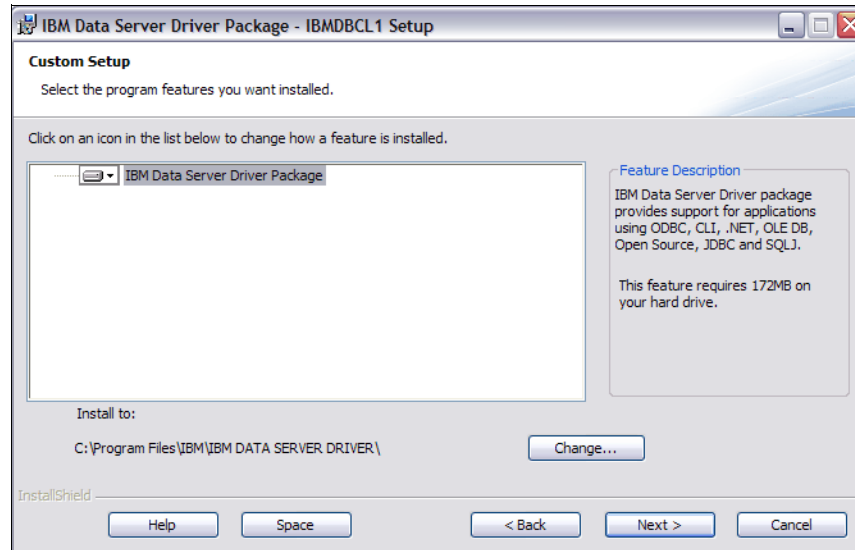 IBM Data Server Driver Package - IBMDBCL1 Setup
Custom Setup
Select the program features you want installed.
Click on an icon in the list below to change how a feature is installed.
IBM Data Server Driver Package
Feature Description
IBM Data Server Driver package
provides support for applications
using ODBC, CLI, .NET, OLE DB,
Open Source, JDBC and SQLJ.
This feature requires 172MB on
your hard drive.
Install to:
C:\Program Files\IBM\IBM DATA SERVER DRIVER\
Change...
InstallShield
Help
Space
< Back
Next >
Cancel